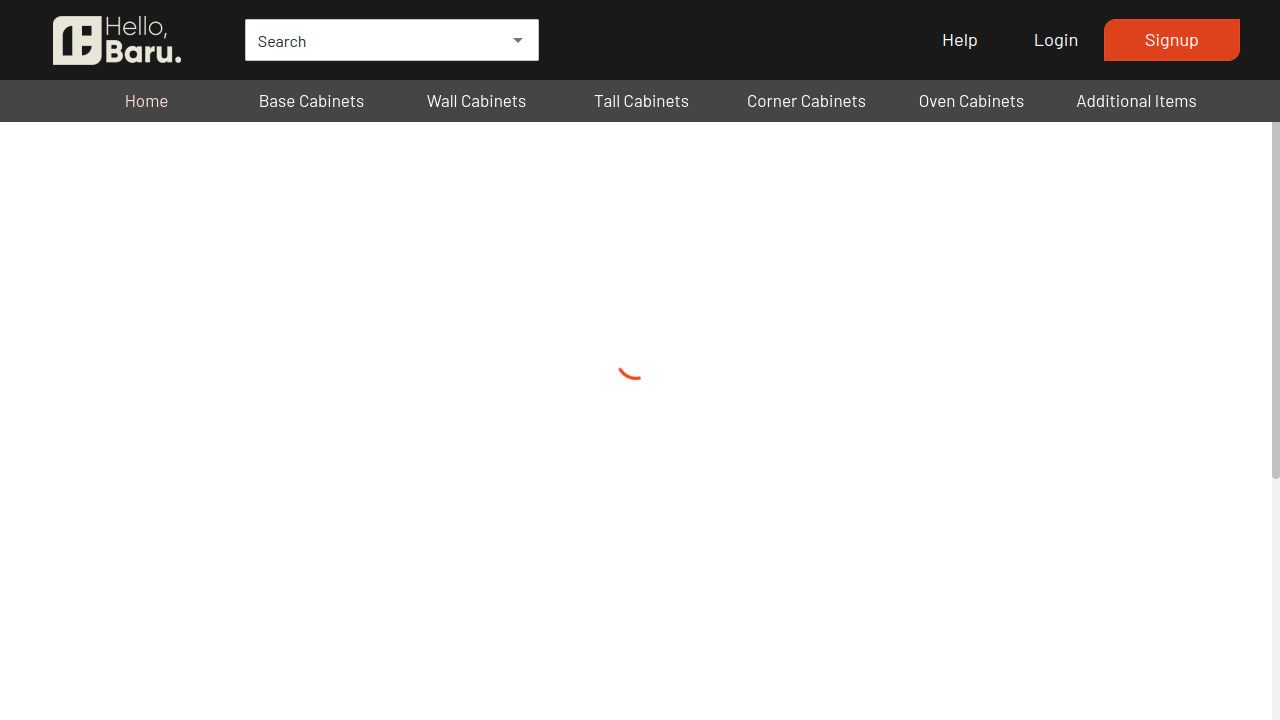 Hello,
Baru.
Search
Help
Login
Signup
Home
Base Cabinets
Wall Cabinets
Tall Cabinets
Corner Cabinets
Oven Cabinets
Additional Items